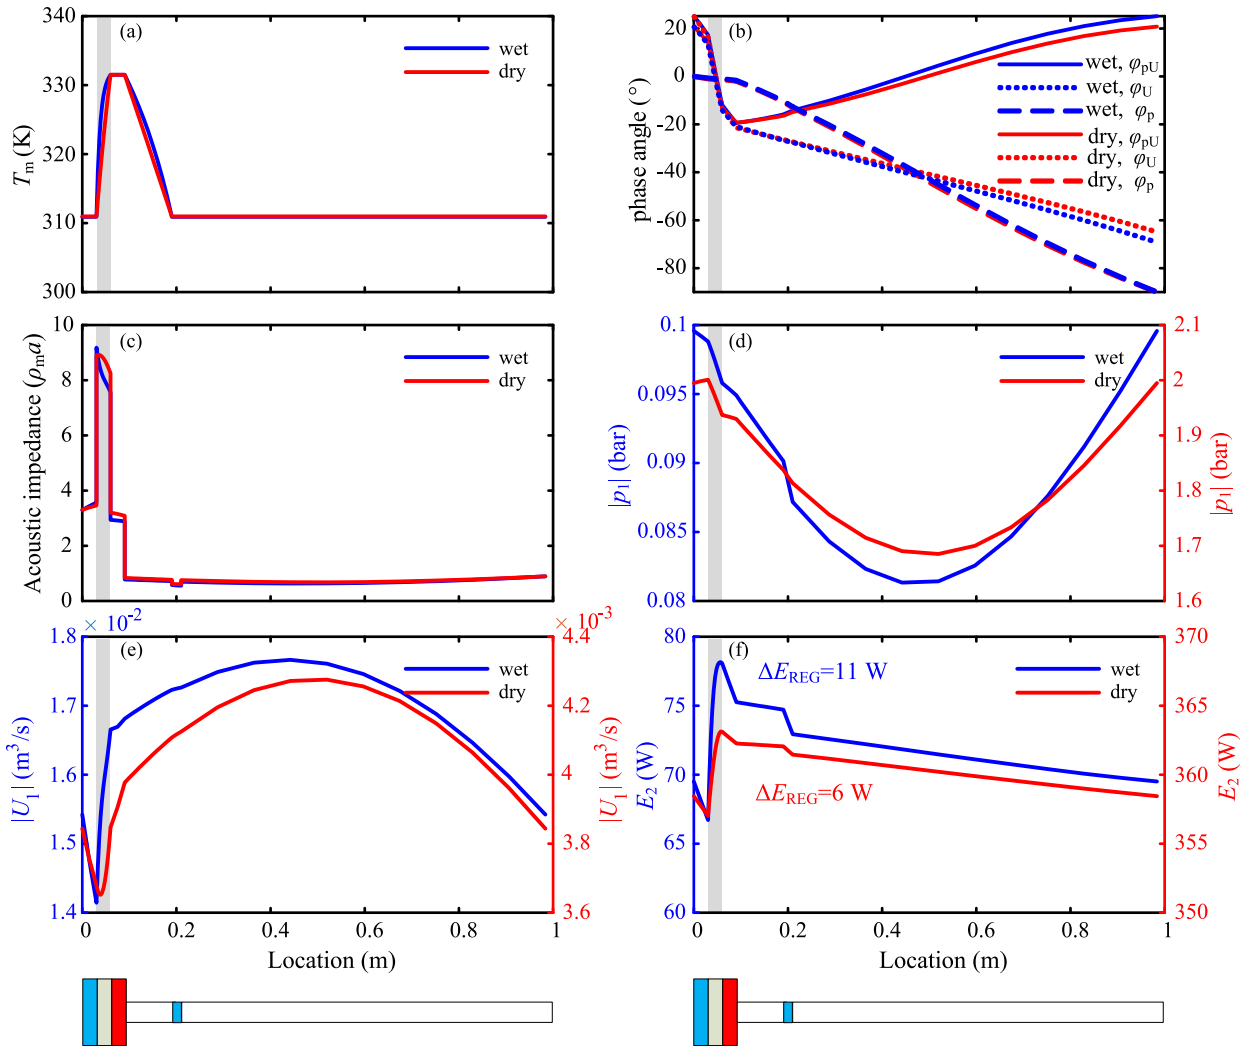 (a)
340
330
320
310
300
T_m (K)
wet
dry
(b)
20
0
-20
-40
-60
-80
phase angle (°)
wet, φ_pU
wet, φ_U
wet, φ_p
dry, φ_pU
dry, φ_U
dry, φ_p
(c)
10
8
6
4
2
0
Acoustic impedance (ρ_m a)
wet
dry
(d)
0.1
0.095
0.09
0.085
0.08
|p_1| (bar)
wet
dry
2.1
2
1.9
1.8
1.7
1.6
|p_1| (bar)
(e)
× 10^-2
1.8
1.7
1.6
1.5
1.4
|U_1| (m^3/s)
wet
dry
× 10^-3
4.4
4.2
4
3.8
3.6
|U_1| (m^3/s)
0 0.2 0.4 0.6 0.8 1
Location (m)
(f)
80
75
70
65
60
E_2 (W)
ΔE_REG=11 W
ΔE_REG=6 W
wet
dry
370
365
360
355
350
E_2 (W)
0 0.2 0.4 0.6 0.8 1
Location (m)